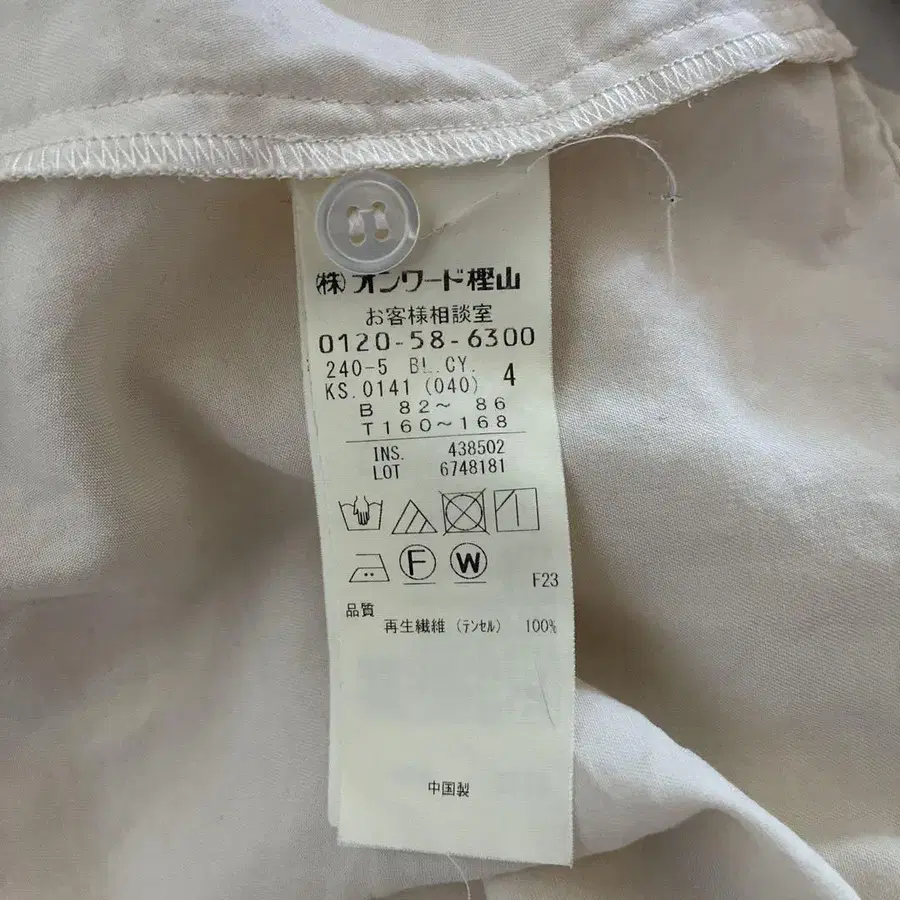 (株)オンワード樫山
お客様相談室
0120-58-6300
240-5 BL.CY.
KS.0141 (040) 4
B 82～ 86
T160～168
INS. 438502
LOT 6748181
F W
F23
品質
再生繊維 (テンセル) 100%
中国製